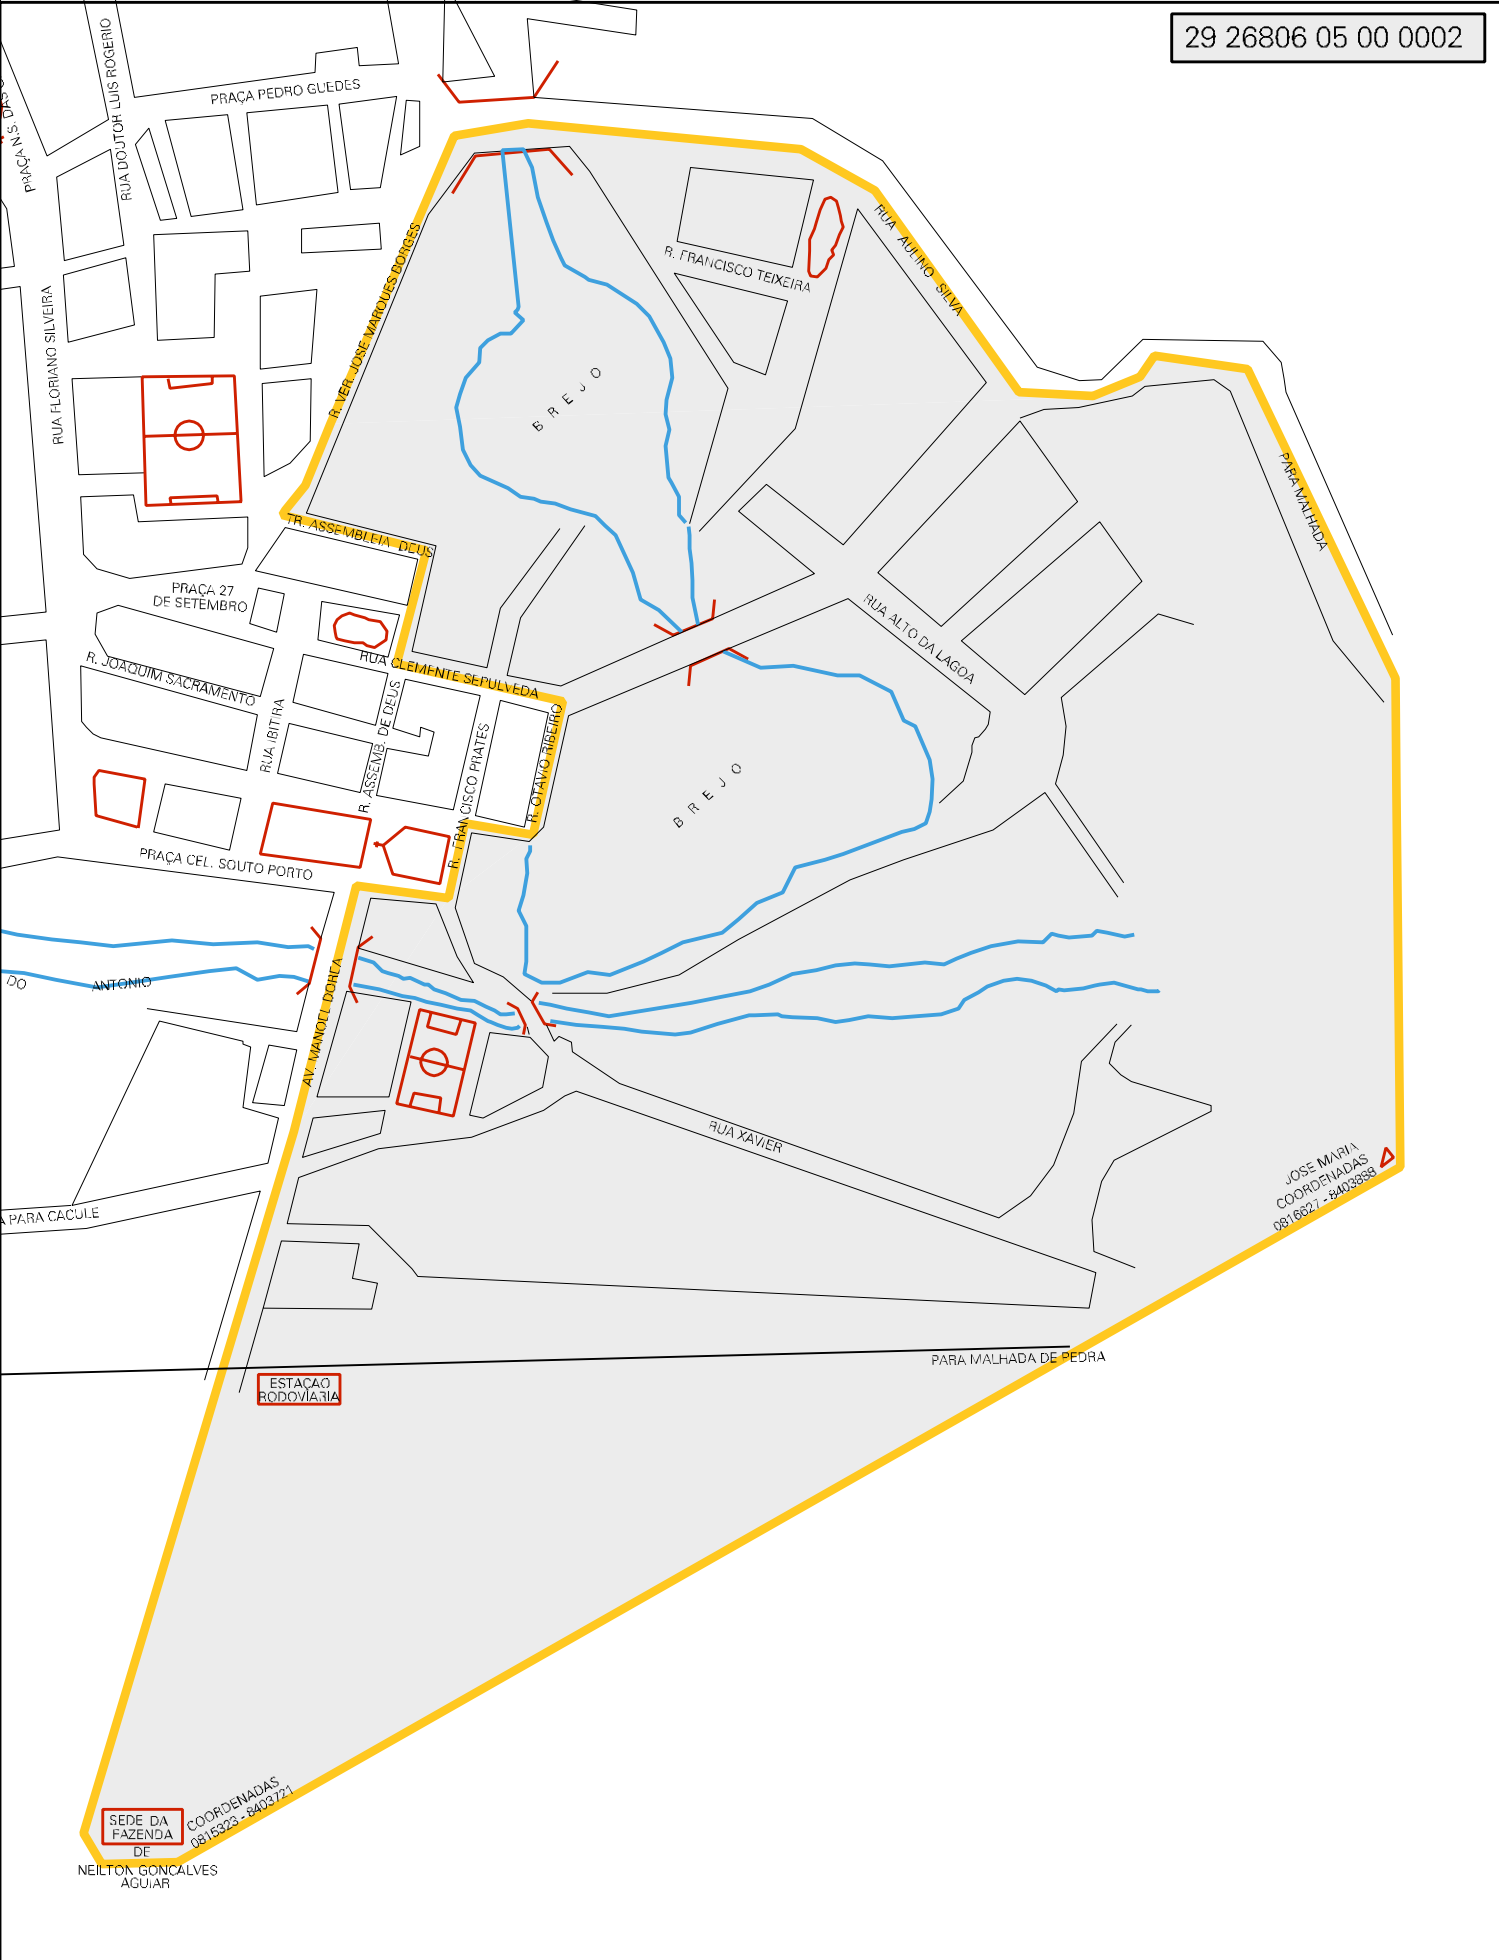 29 26806 05 00 0002
PRAÇA PEDRO GUEDES
RUA DOUTOR LUIS ROGERIO
PRAÇA N.S. DAS
RUA FLORIANO SILVEIRA
R. VER. JOSE MARQUES BORGES
R. FRANCISCO TEIXEIRA
RUA AULINO SILVA
BREJO
PARA MALHADA
TR. ASSEMBLEIA DEUS
PRAÇA 27
DE SETEMBRO
RUA CLEMENTE SEPULVEDA
R. JOAQUIM SACRAMENTO
RUA IBITIRA
R. ASSEMB. DE DEUS
R. FRANCISCO PRATES
R. OTAVIO RIBEIRO
RUA ALTO DA LAGOA
BREJO
PRAÇA CEL. SOUTO PORTO
DO ANTONIO
AV. MANOEL DOREA
RUA XAVIER
JOSE MARIA
COORDENADAS
0816627 - 8403898
A PARA CACULE
PARA MALHADA DE PEDRA
ESTAÇAO
RODOVIARIA
COORDENADAS
0815323 - 8403721
SEDE DA
FAZENDA
DE
NEILTON GONCALVES
AGUIAR